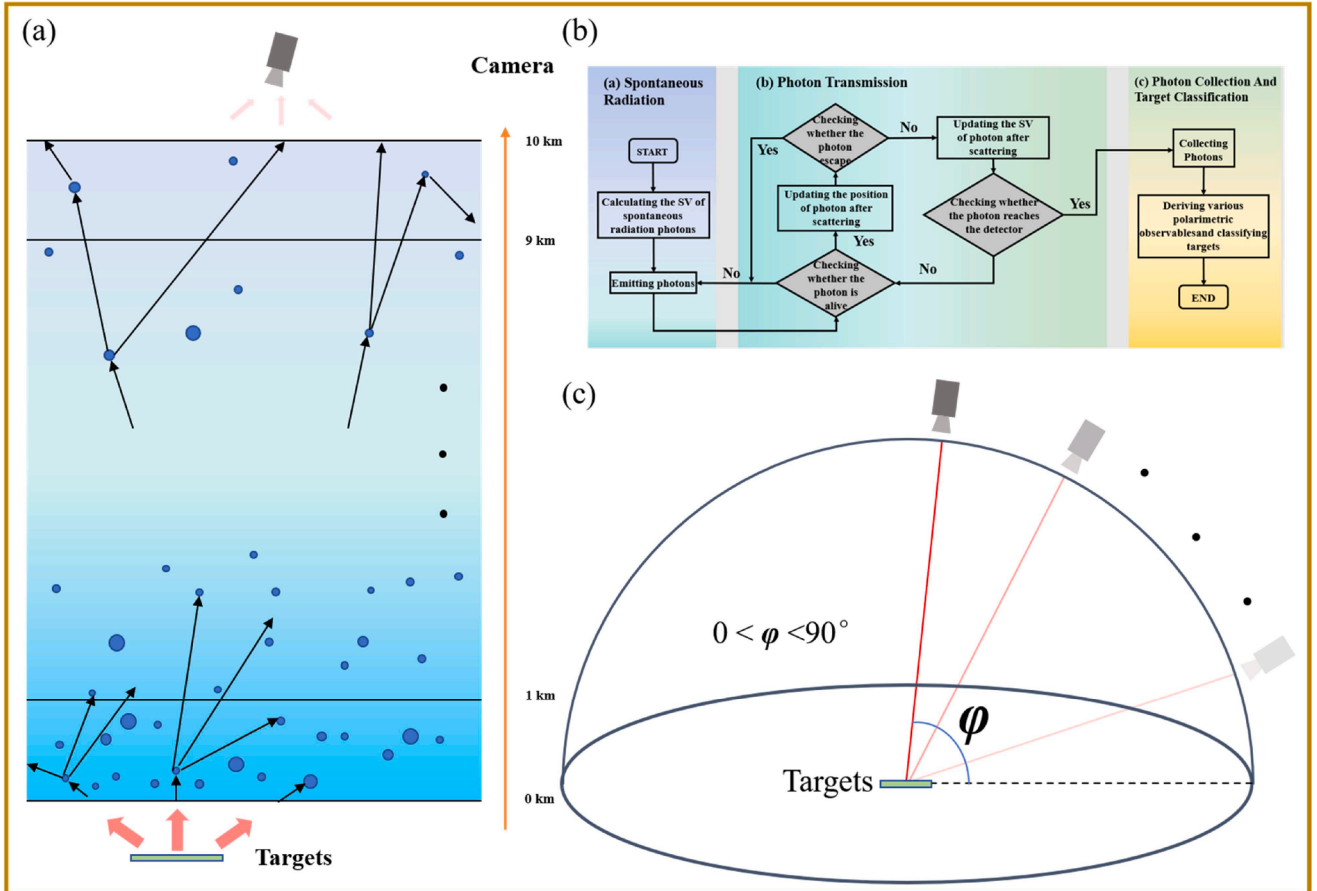 (a)
Camera
10 km
9 km
1 km
0 km
Targets
(b)
(a) Spontaneous
Radiation
START
Calculating the SV of
spontaneous
radiation photons
Emitting photons
(b) Photon Transmission
Checking
whether the
photon
escape
Yes
No
Updating the position
of photon after
scattering
Yes
Checking
whether the
photon is
alive
No
Updating the SV
of photon after
scattering
Checking whether
the photon reaches
the detector
Yes
No
(c) Photon Collection And
Target Classification
Collecting
Photons
Deriving various
polarimetric
observablesand classifying
targets
END
(c)
0 < φ <90°
φ
Targets